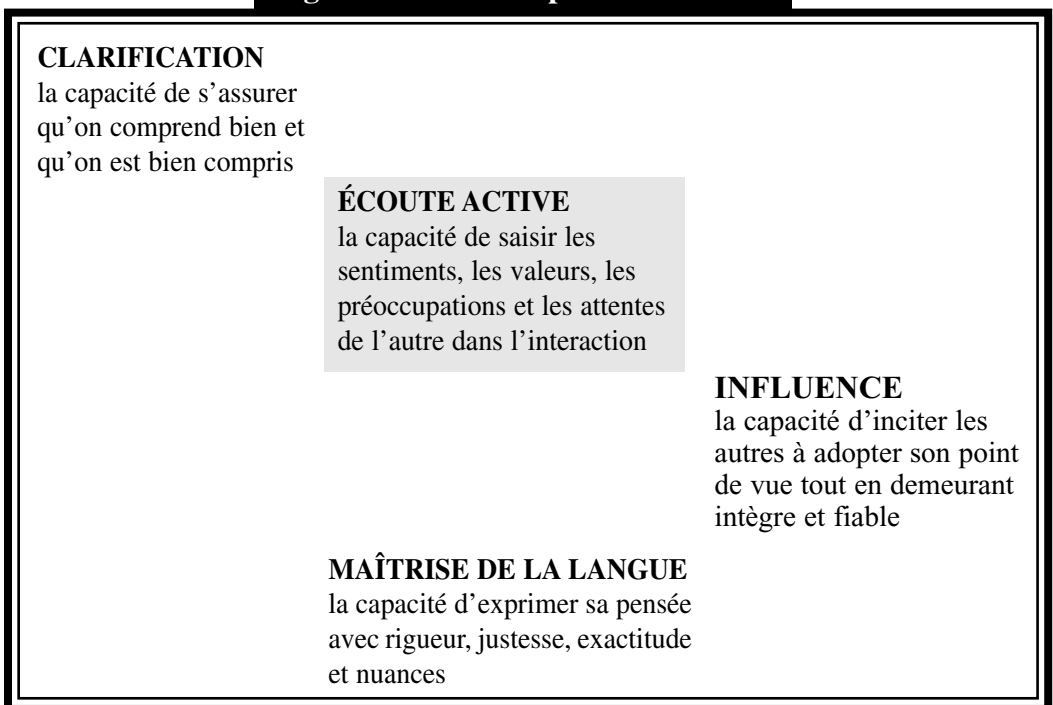 CLARIFICATION
la capacité de s’assurer
qu’on comprend bien et
qu’on est bien compris
ÉCOUTE ACTIVE
la capacité de saisir les
sentiments, les valeurs, les
préoccupations et les attentes
de l’autre dans l’interaction
INFLUENCE
la capacité d’inciter les
autres à adopter son point
de vue tout en demeurant
intègre et fiable
MAÎTRISE DE LA LANGUE
la capacité d’exprimer sa pensée
avec rigueur, justesse, exactitude
et nuances